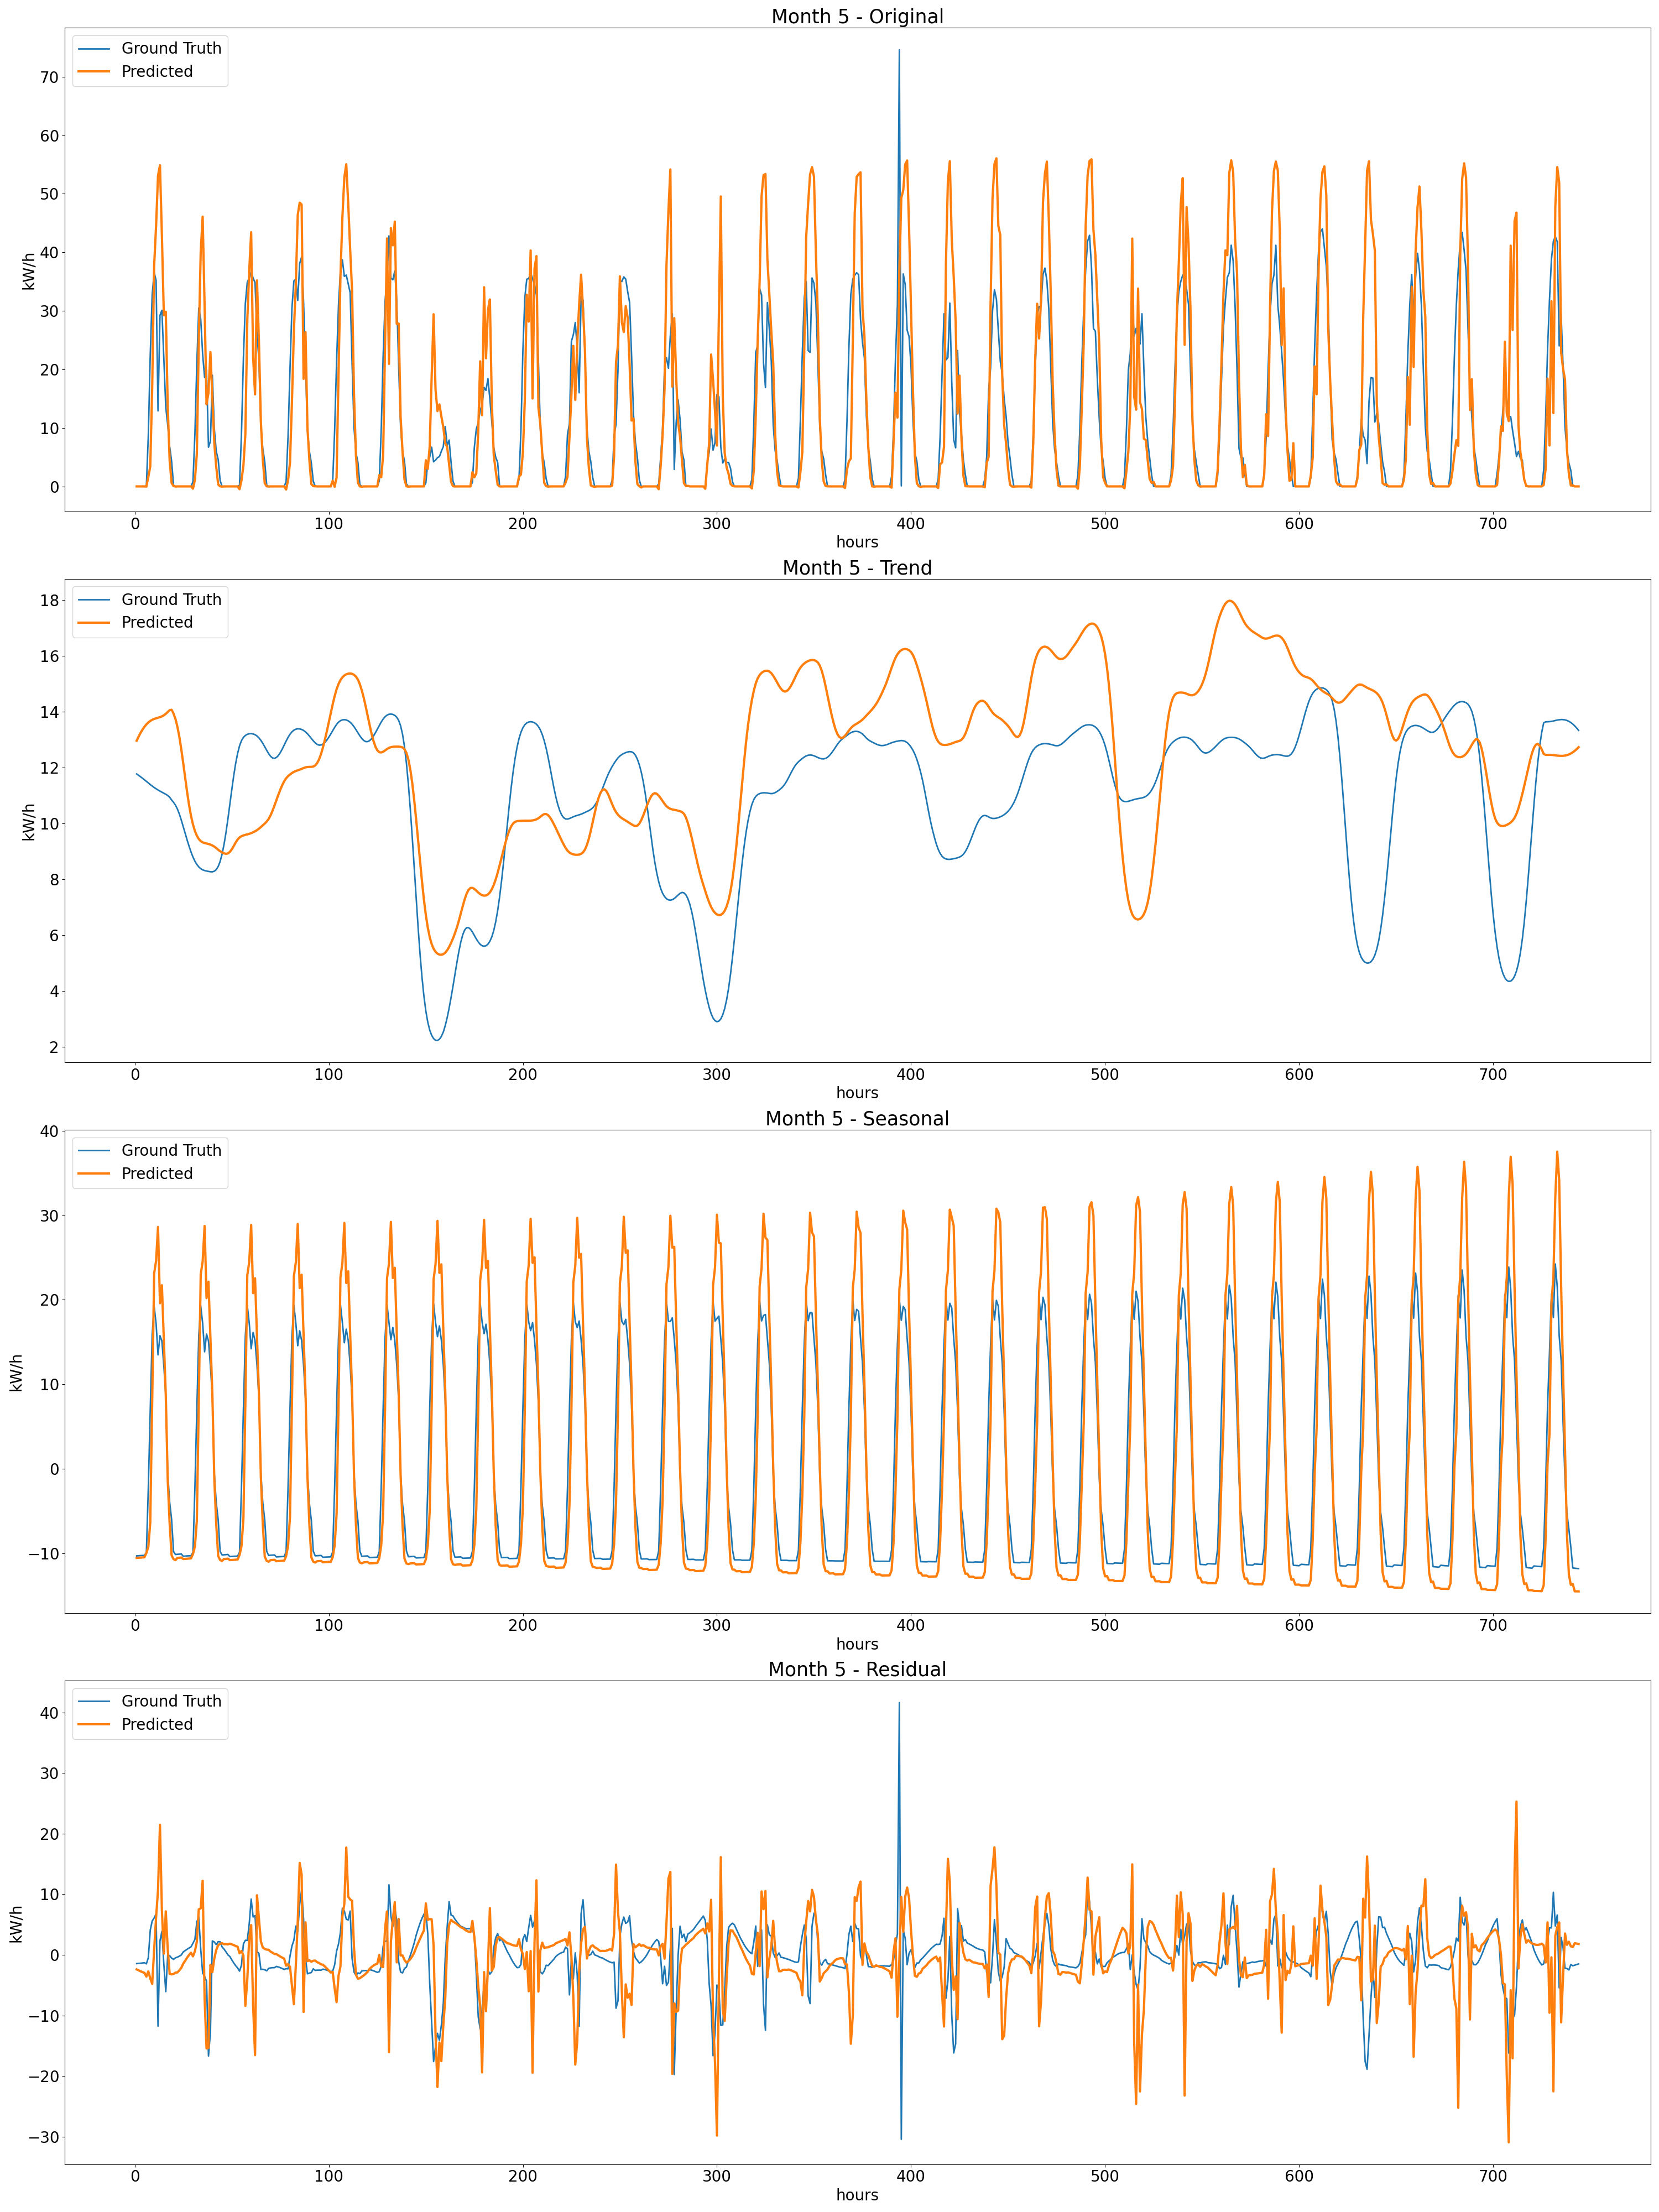 Month 5 - Original
Ground Truth
Predicted
kW/h
70
60
50
40
30
20
10
0
0 100 200 300 400 500 600 700
hours
Month 5 - Trend
Ground Truth
Predicted
kW/h
18
16
14
12
10
8
6
4
2
0 100 200 300 400 500 600 700
hours
Month 5 - Seasonal
Ground Truth
Predicted
kW/h
40
30
20
10
0
−10
0 100 200 300 400 500 600 700
hours
Month 5 - Residual
Ground Truth
Predicted
kW/h
40
30
20
10
0
−10
−20
−30
0 100 200 300 400 500 600 700
hours